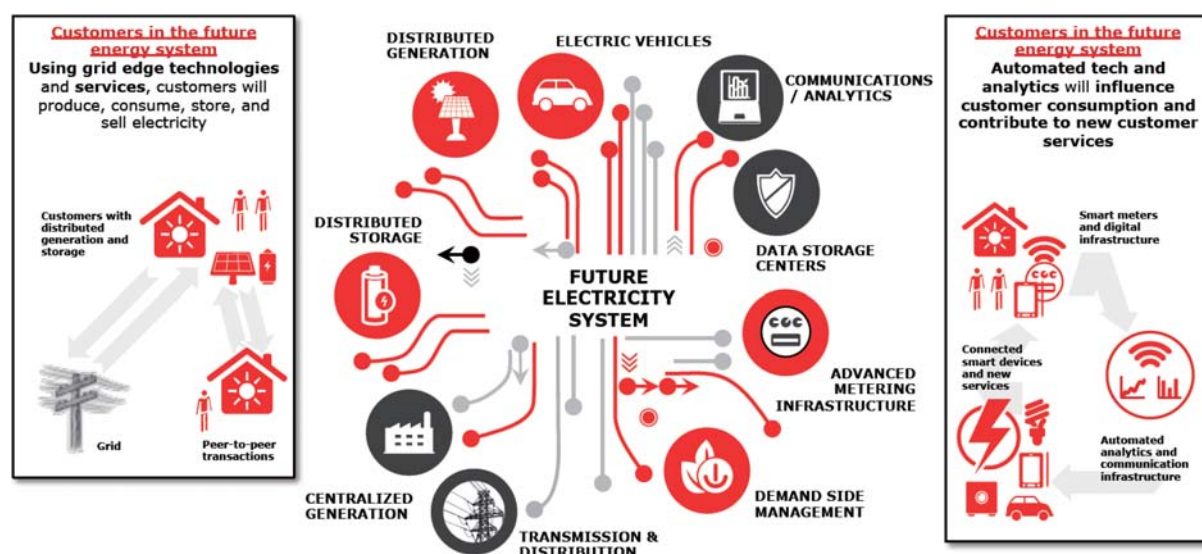 Customers in the future
energy system
Using grid edge technologies
and services, customers will
produce, consume, store, and
sell electricity
Customers with
distributed
generation and
storage
Grid
Peer-to-peer
transactions
DISTRIBUTED
GENERATION
ELECTRIC VEHICLES
COMMUNICATIONS
/ ANALYTICS
DISTRIBUTED
STORAGE
DATA STORAGE
CENTERS
FUTURE
ELECTRICITY
SYSTEM
ADVANCED
METERING
INFRASTRUCTURE
CENTRALIZED
GENERATION
TRANSMISSION &
DISTRIBUTION
DEMAND SIDE
MANAGEMENT
Customers in the future
energy system
Automated tech and
analytics will influence
customer consumption and
contribute to new customer
services
Smart meters
and digital
infrastructure
Connected
smart devices
and new
services
Automated
analytics and
communication
infrastructure